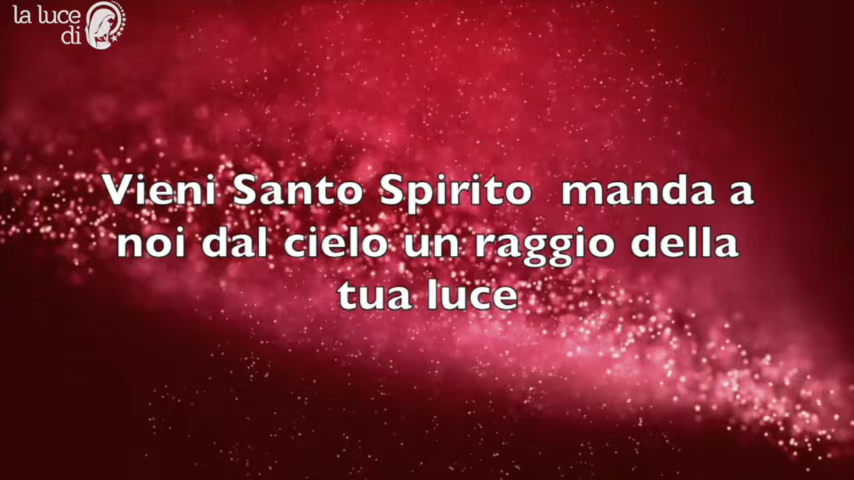 la luce
di
Vieni Santo Spirito  manda a
noi dal cielo un raggio della
tua luce